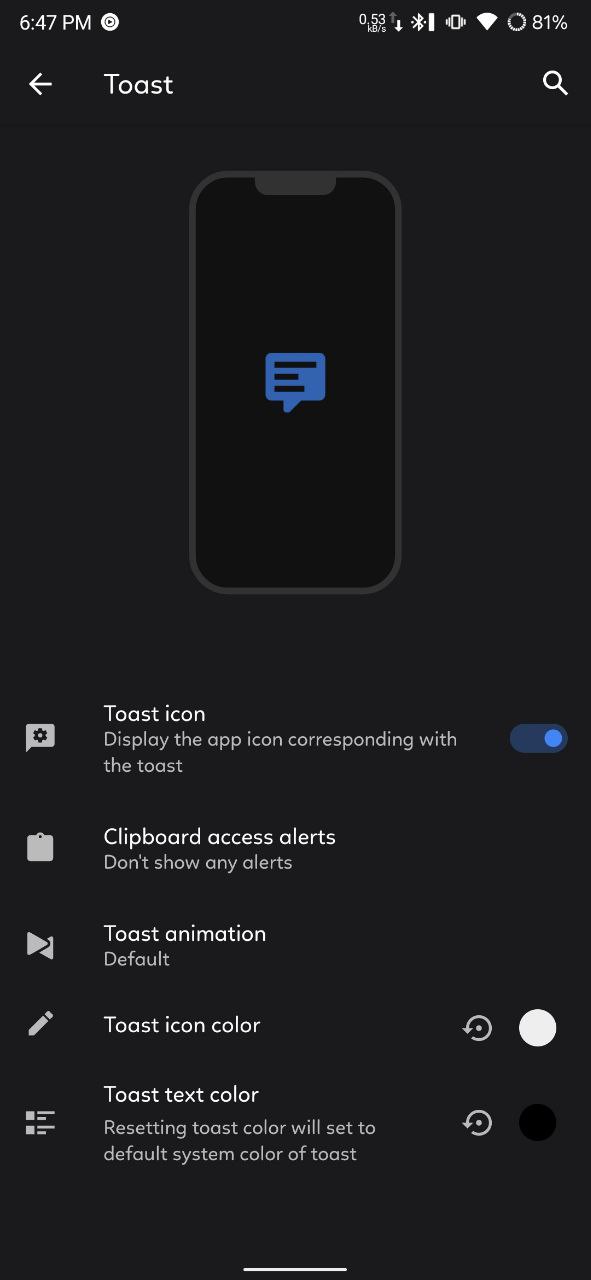 6:47 PM 0.53 kB/s 81%
Toast
Toast icon
Display the app icon corresponding with
the toast
Clipboard access alerts
Don't show any alerts
Toast animation
Default
Toast icon color
Toast text color
Resetting toast color will set to
default system color of toast